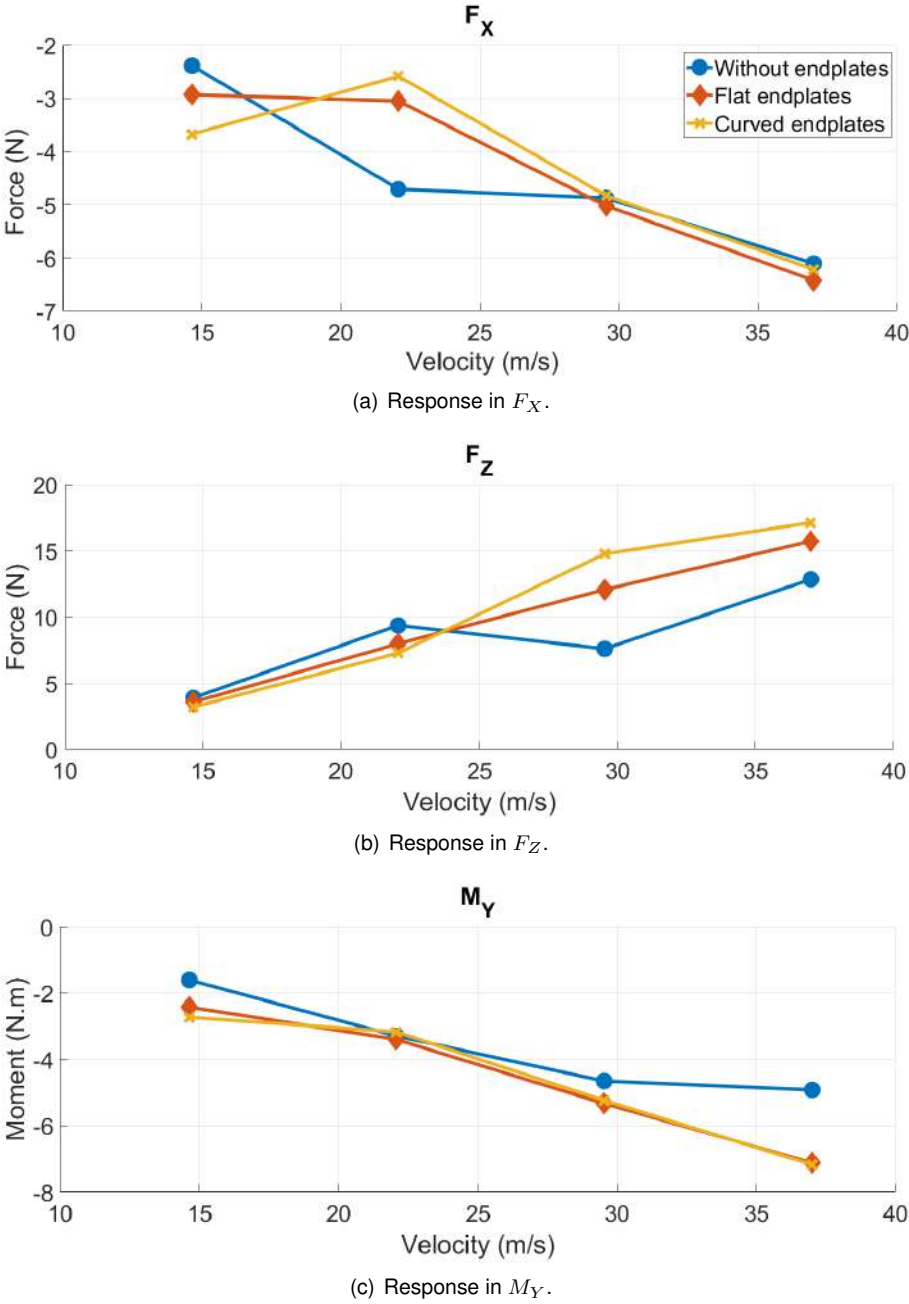 F_X
-2
-3
-4
-5
-6
-7
Force (N)
10 15 20 25 30 35 40
Velocity (m/s)
Without endplates
Flat endplates
Curved endplates
(a) Response in F_X.
F_Z
20
15
10
5
0
Force (N)
10 15 20 25 30 35 40
Velocity (m/s)
(b) Response in F_Z.
M_Y
0
-2
-4
-6
-8
Moment (N.m)
10 15 20 25 30 35 40
Velocity (m/s)
(c) Response in M_Y.